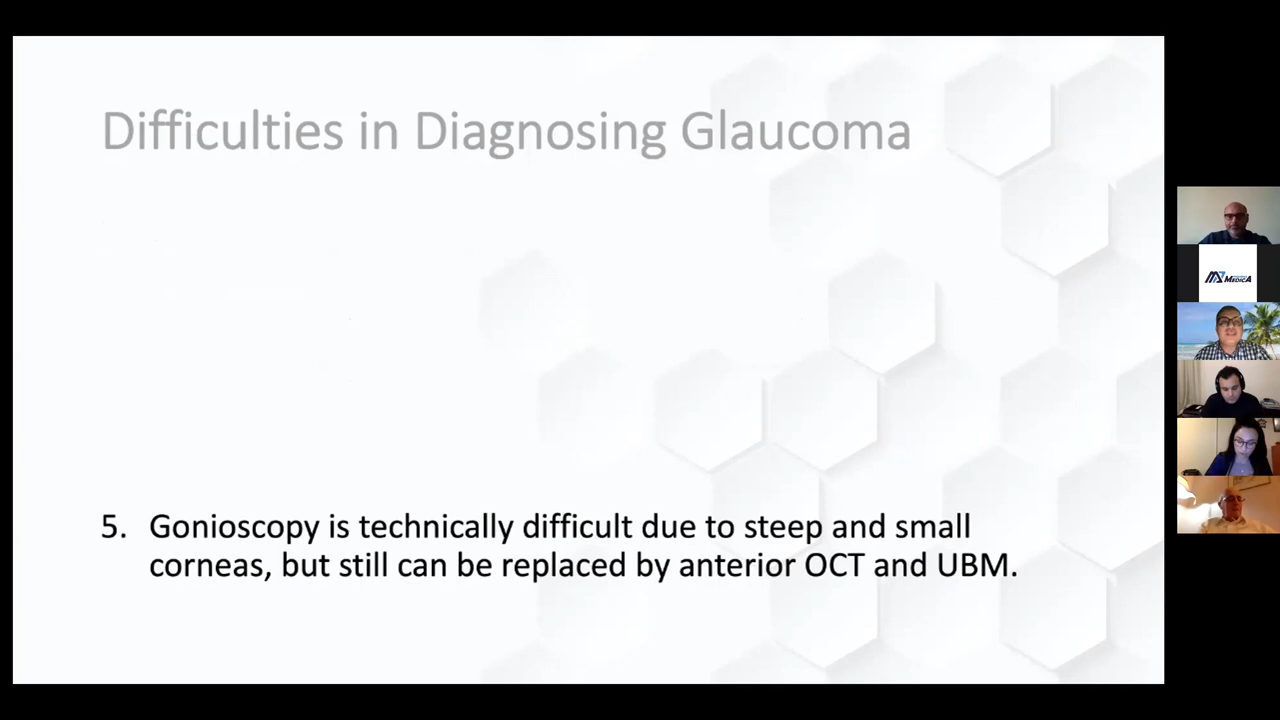 Difficulties in Diagnosing Glaucoma
5. Gonioscopy is technically difficult due to steep and small
corneas, but still can be replaced by anterior OCT and UBM.
MEDICA